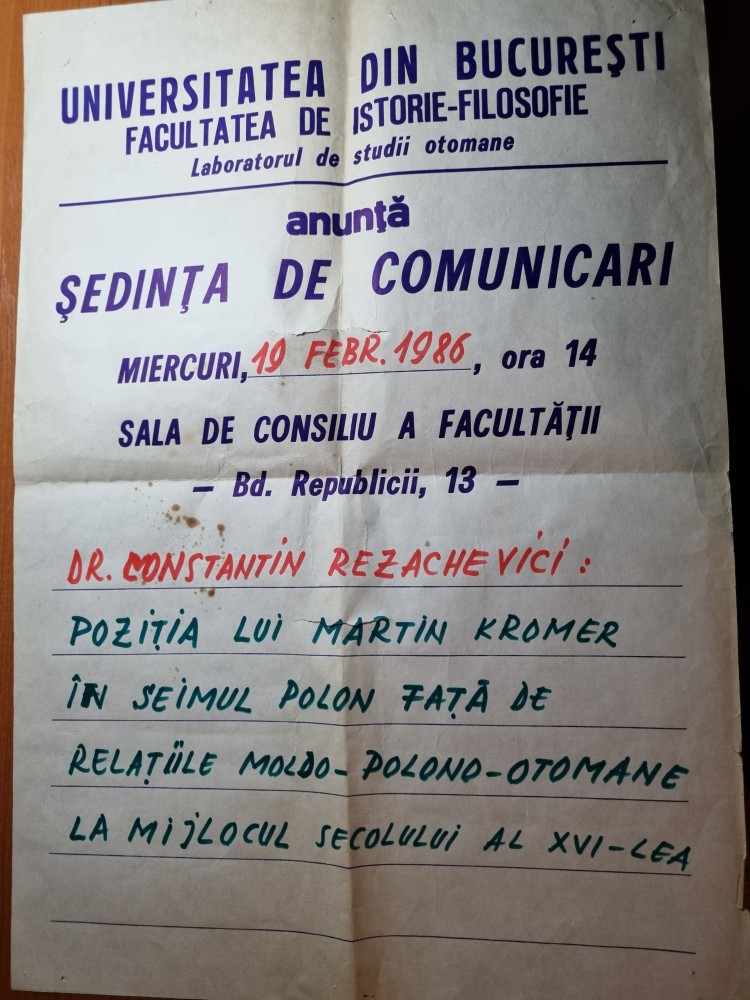 UNIVERSITATEA DIN BUCUREŞTI
FACULTATEA DE ISTORIE-FILOSOFIE
Laboratorul de studii otomane
anunţă
ŞEDINŢA DE COMUNICARI
MIERCURI, 19 FEBR. 1986, ora 14
SALA DE CONSILIU A FACULTĂŢII
— Bd. Republicii, 13 —
DR. CONSTANTIN REZACHEVICI:
POZIŢIA LUI MARTIN KROMER
ÎN SEIMUL POLON FAŢĂ DE
RELAŢIILE MOLDO-POLONO-OTOMANE
LA MIJLOCUL SECOLULUI AL XVI-LEA